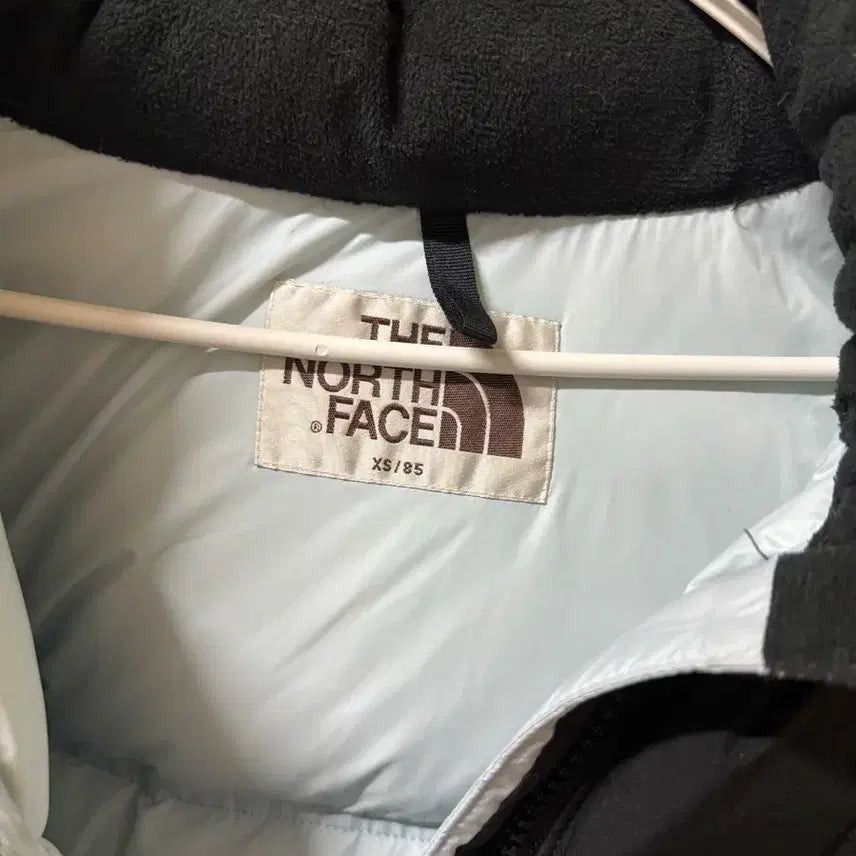 THE
NORTH
® FACE
XS/85